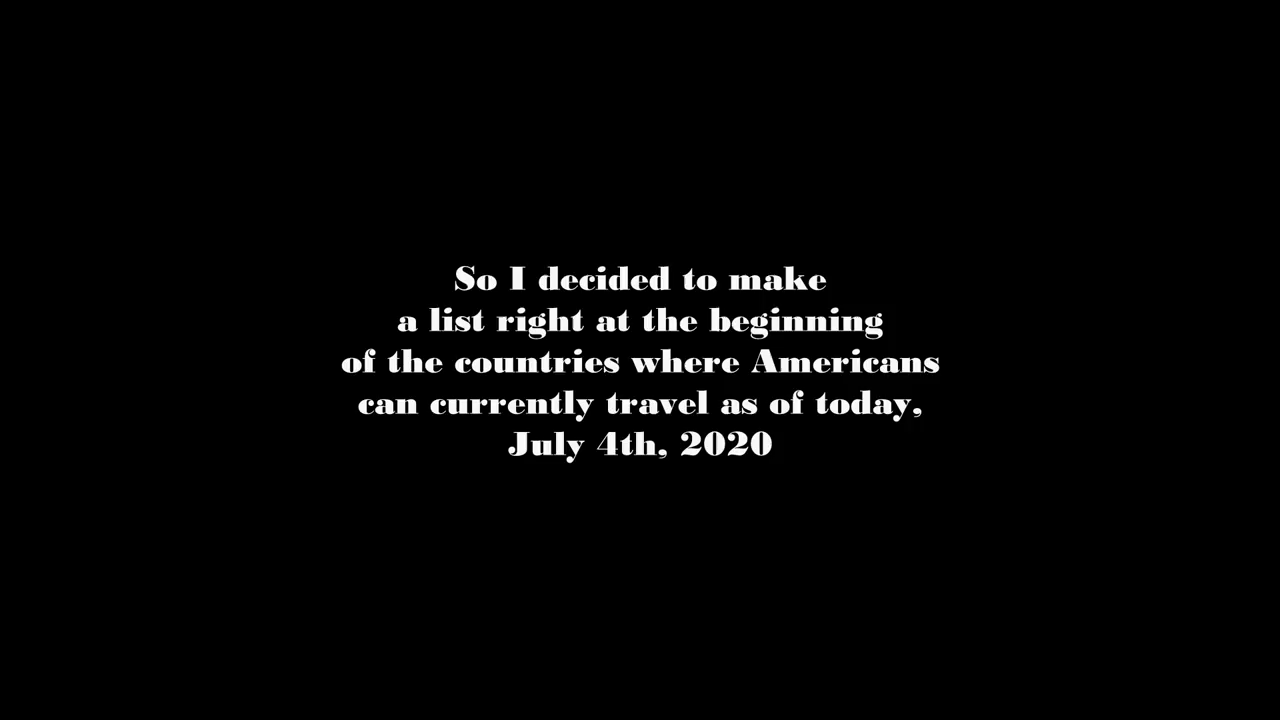 So I decided to make
a list right at the beginning
of the countries where Americans
can currently travel as of today,
July 4th, 2020